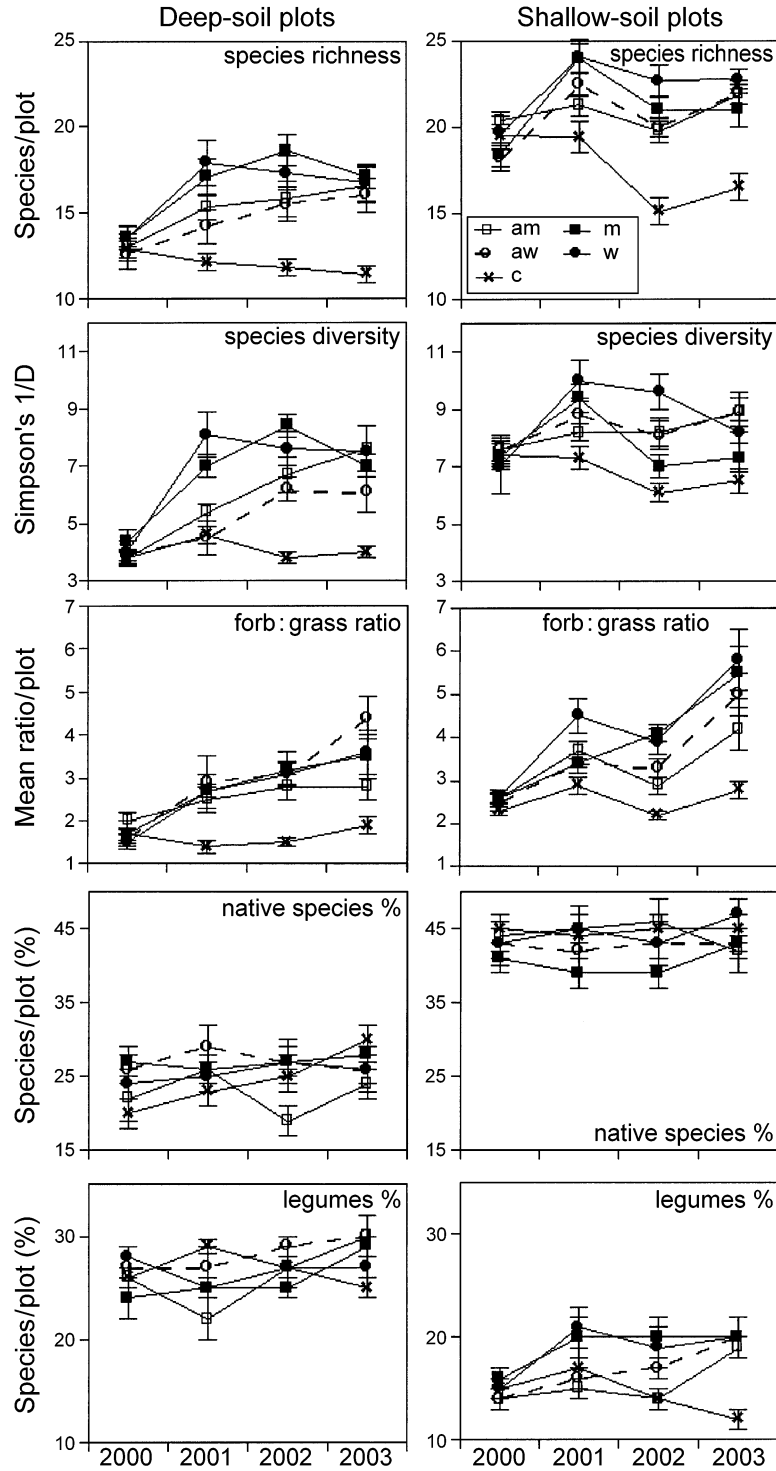 Deep-soil plots Shallow-soil plots
25 species richness 25 species richness
Species/plot
20 20
15 15
am m
aw w
c
10 10
species diversity species diversity
Simpson's 1/D
11 11
9 9
7 7
5 5
3 3
7 forb:grass ratio 7 forb:grass ratio
Mean ratio/plot
6 6
5 5
4 4
3 3
2 2
1 1
native species %
Species/plot (%)
45 45
35 35
25 25
native species %
15 15
legumes % legumes %
Species/plot (%)
30 30
20 20
10 10
2000 2001 2002 2003 2000 2001 2002 2003